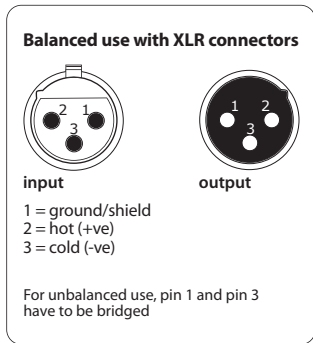 Balanced use with XLR connectors
2 1
3
1 2
3
input output
1 = ground/shield
2 = hot (+ve)
3 = cold (-ve)
For unbalanced use, pin 1 and pin 3
have to be bridged